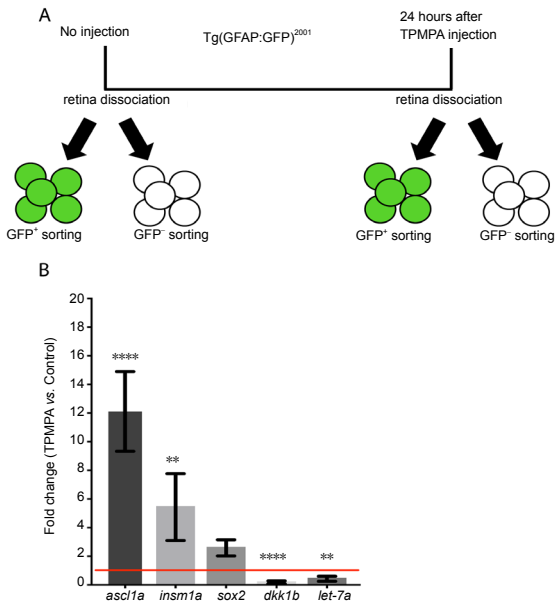 A
No injection
Tg(GFAP:GFP)²⁰⁰¹
24 hours after
TPMPA injection
retina dissociation
retina dissociation
GFP⁺ sorting
GFP⁻ sorting
GFP⁺ sorting
GFP⁻ sorting
B
Fold change (TPMPA vs. Control)
20
18
16
14
12
10
8
6
4
2
0
****
**
****
**
ascl1a insm1a sox2 dkk1b let-7a